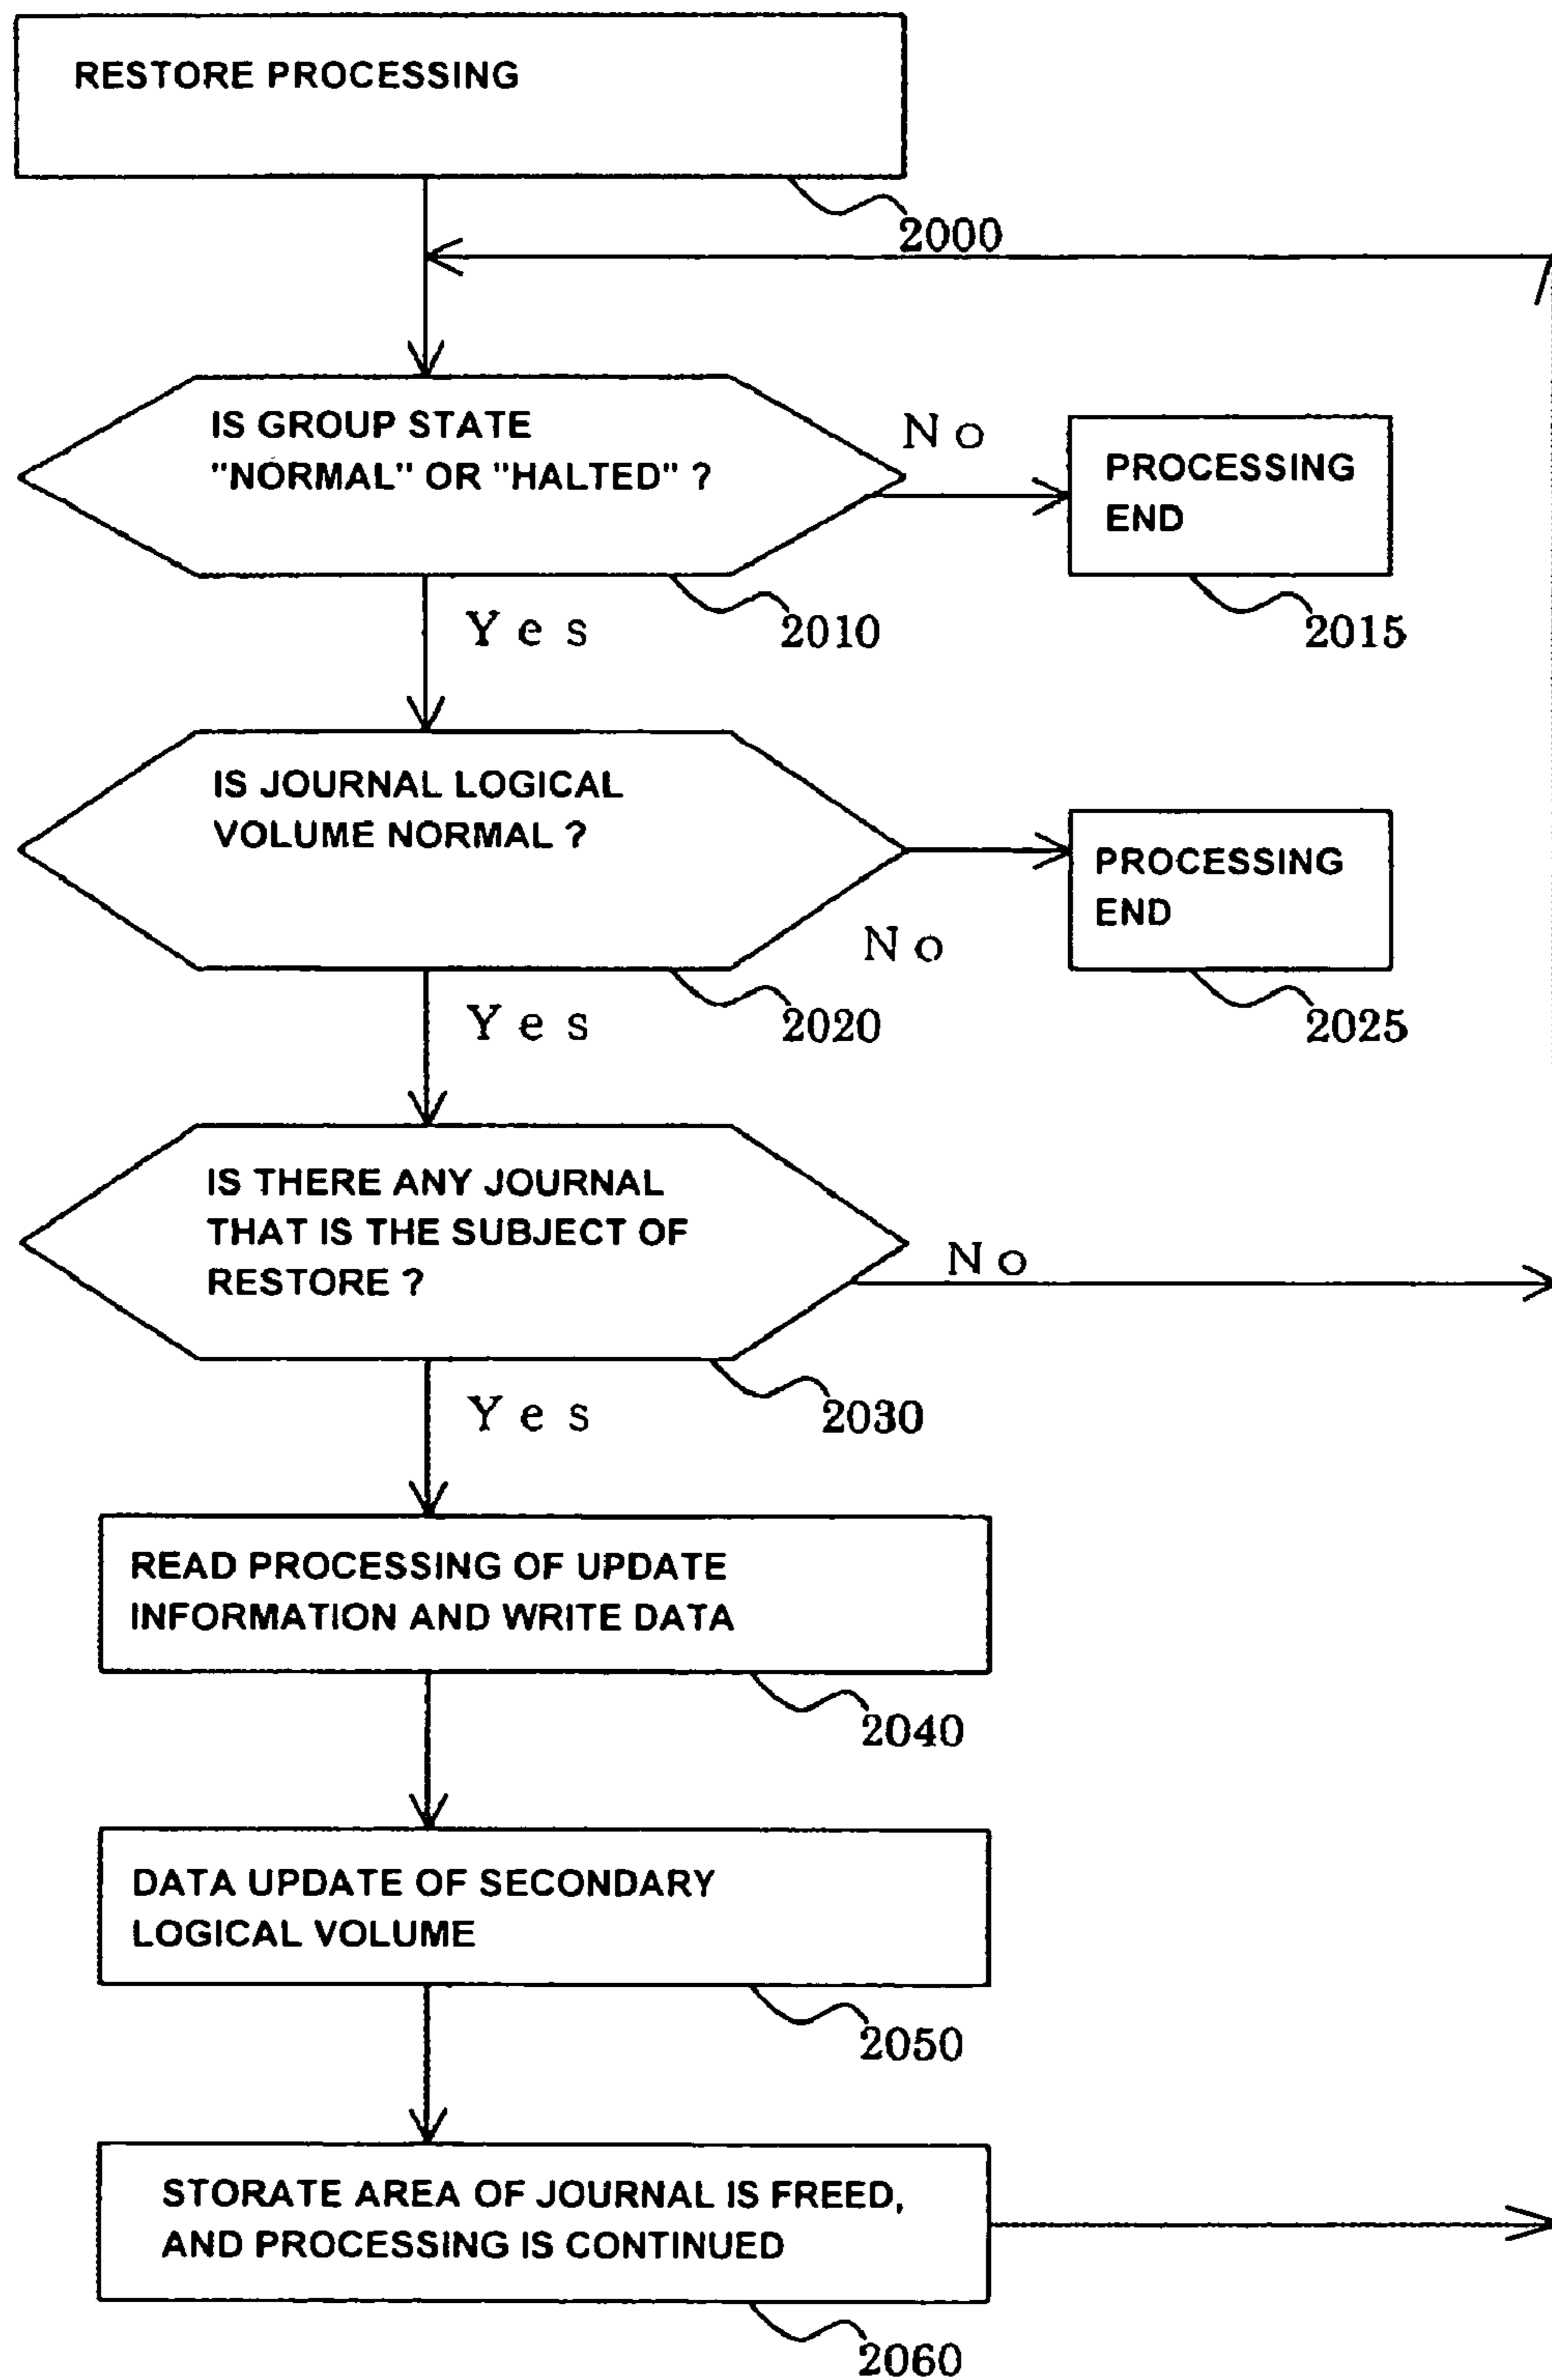 RESTORE PROCESSING
2000
IS GROUP STATE
"NORMAL" OR "HALTED" ?
No
PROCESSING
END
Yes
2010
2015
IS JOURNAL LOGICAL
VOLUME NORMAL ?
PROCESSING
END
No
Yes
2020
2025
IS THERE ANY JOURNAL
THAT IS THE SUBJECT OF
RESTORE ?
No
Yes
2030
READ PROCESSING OF UPDATE
INFORMATION AND WRITE DATA
2040
DATA UPDATE OF SECONDARY
LOGICAL VOLUME
2050
STORATE AREA OF JOURNAL IS FREED,
AND PROCESSING IS CONTINUED
2060